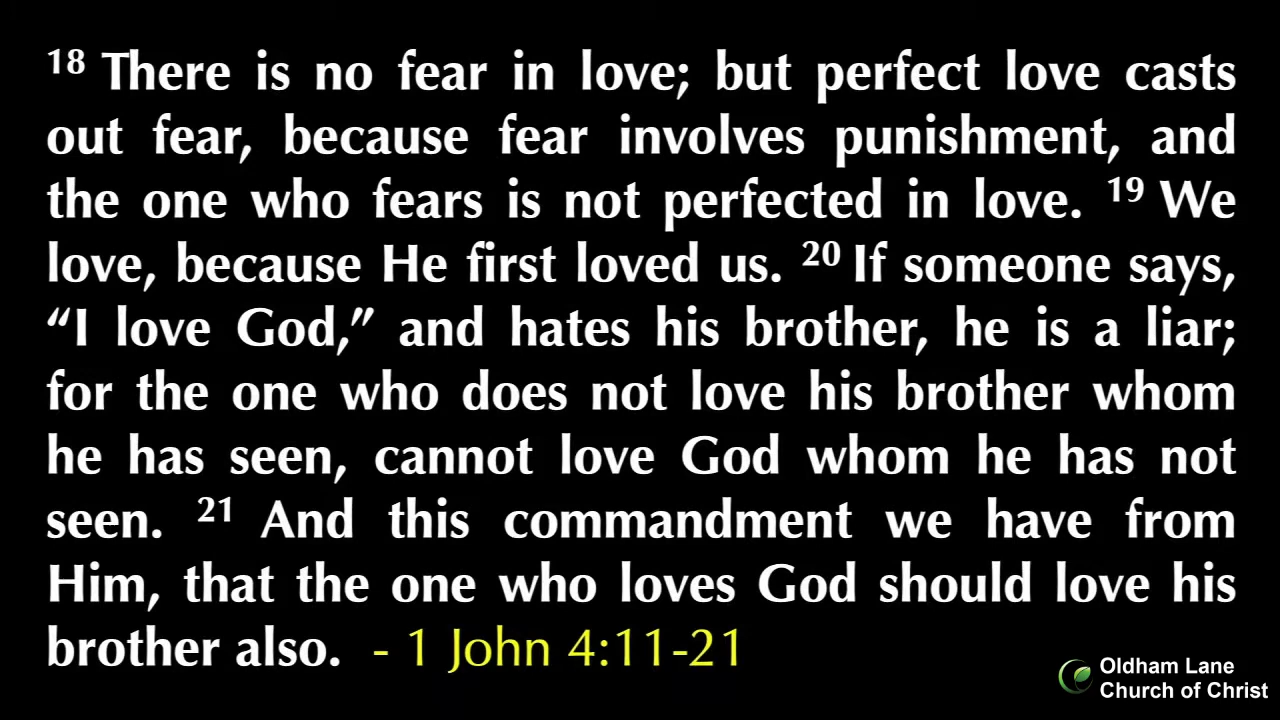 18 There is no fear in love; but perfect love casts
out fear, because fear involves punishment, and
the one who fears is not perfected in love. 19 We
love, because He first loved us. 20 If someone says,
“I love God,” and hates his brother, he is a liar;
for the one who does not love his brother whom
he has seen, cannot love God whom he has not
seen. 21 And this commandment we have from
Him, that the one who loves God should love his
brother also. - 1 John 4:11-21
Oldham Lane
Church of Christ